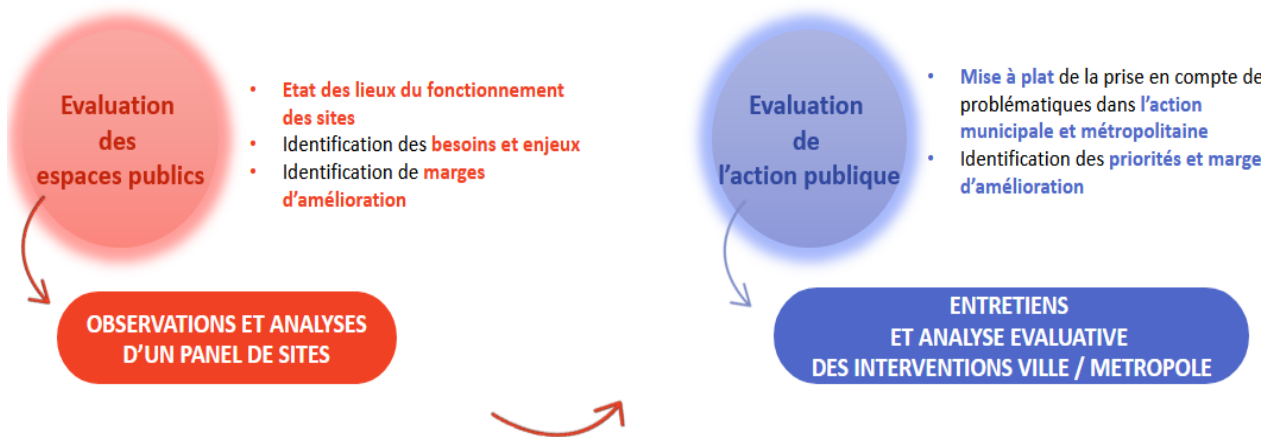 Evaluation
des
espaces publics
• Etat des lieux du fonctionnement
des sites
• Identification des besoins et enjeux
• Identification de marges
d'amélioration
OBSERVATIONS ET ANALYSES
D'UN PANEL DE SITES
Evaluation
de
l'action publique
• Mise à plat de la prise en compte de
problématiques dans l'action
municipale et métropolitaine
• Identification des priorités et marge
d'amélioration
ENTRETIENS
ET ANALYSE EVALUATIVE
DES INTERVENTIONS VILLE / METROPOLE